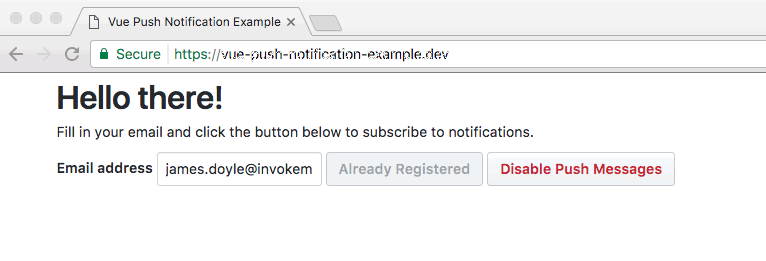 Vue Push Notification Example
Secure https://vue-push-notification-example.dev
Hello there!
Fill in your email and click the button below to subscribe to notifications.
Email address james.doyle@invokem Already Registered Disable Push Messages